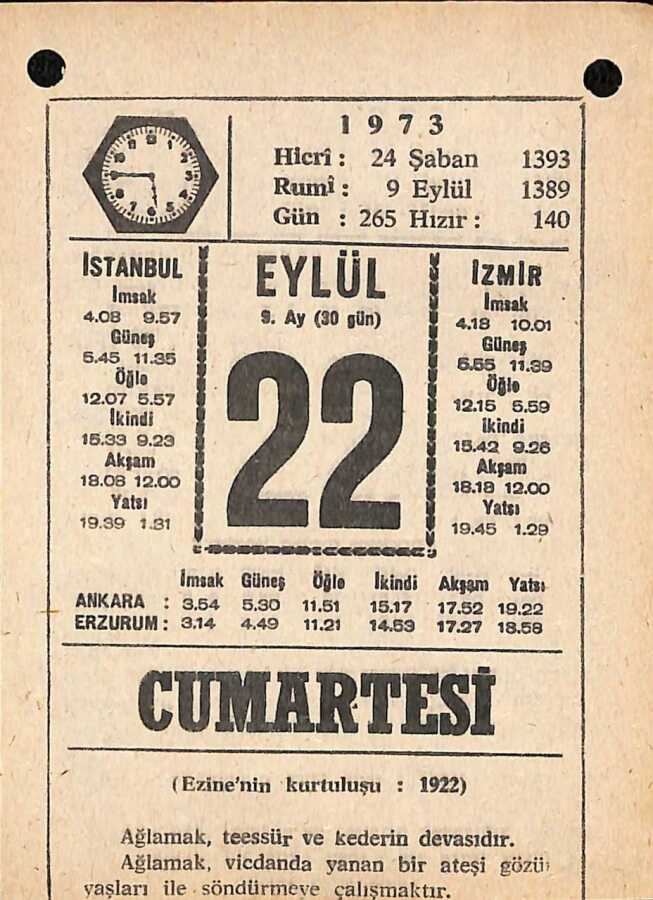 1973
Hicrî : 24 Şaban 1393
Rumî : 9 Eylül 1389
Gün : 265 Hızır : 140
İSTANBUL
İmsak
4.08 9.57
Güneş
5.45 11.35
Öğle
12.07 5.57
İkindi
15.33 9.23
Akşam
18.08 12.00
Yatsı
19.39 1.31
EYLÜL
9. Ay (30 gün)
22
İZMİR
İmsak
4.18 10.01
Güneş
5.55 11.39
Öğle
12.15 5.59
İkindi
15.42 9.26
Akşam
18.18 12.00
Yatsı
19.45 1.29
İmsak Güneş Öğle İkindi Akşam Yatsı
ANKARA : 3.54 5.30 11.51 15.17 17.52 19.22
ERZURUM : 3.14 4.49 11.21 14.53 17.27 18.58
CUMARTESİ
(Ezine'nin kurtuluşu : 1922)
Ağlamak, teessür ve kederin devasıdır.
Ağlamak, vicdanda yanan bir ateşi gözü
yaşları ile söndürmeye çalışmaktır.